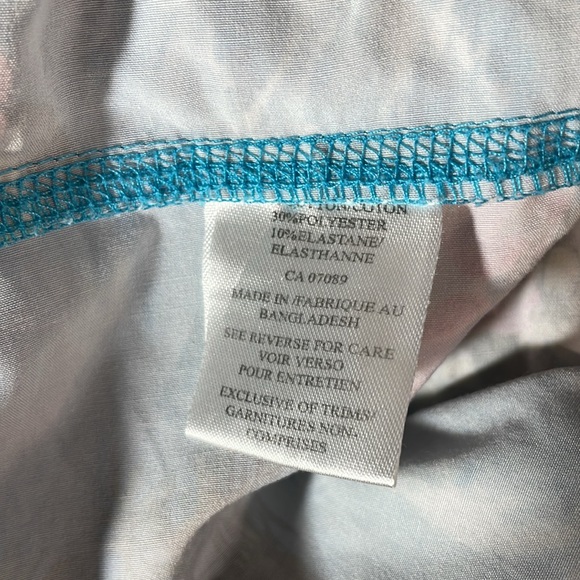 30%POLYESTER
10%ELASTANE/
ELASTHANNE
CA 07089
MADE IN /FABRIQUE AU
BANGLADESH
SEE REVERSE FOR CARE
VOIR VERSO
POUR ENTRETIEN
EXCLUSIVE OF TRIMS/
GARNITURES NON-
COMPRISES